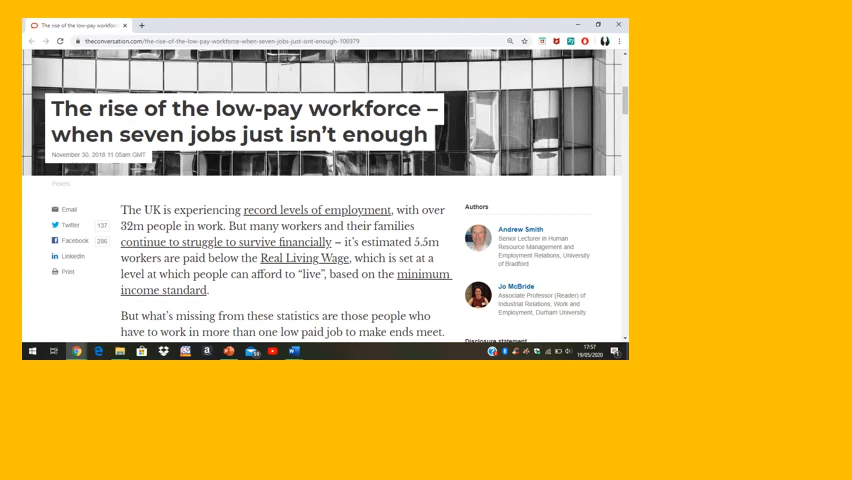 The rise of the low-pay workfor
theconversation.com/the-rise-of-the-low-pay-workforce-when-seven-jobs-just-isnt-enough-106979
The rise of the low-pay workforce –
when seven jobs just isn't enough
November 30, 2018 11.05am GMT
Pexels
Email
Twitter 137
Facebook 286
LinkedIn
Print
The UK is experiencing record levels of employment, with over
32m people in work. But many workers and their families
continue to struggle to survive financially – it's estimated 5.5m
workers are paid below the Real Living Wage, which is set at a
level at which people can afford to "live", based on the minimum
income standard.
But what's missing from these statistics are those people who
have to work in more than one low paid job to make ends meet.
Authors
Andrew Smith
Senior Lecturer in Human
Resource Management and
Employment Relations, University
of Bradford
Jo McBride
Associate Professor (Reader) of
Industrial Relations, Work and
Employment, Durham University
Disclosure statement
17:57
19/05/2020